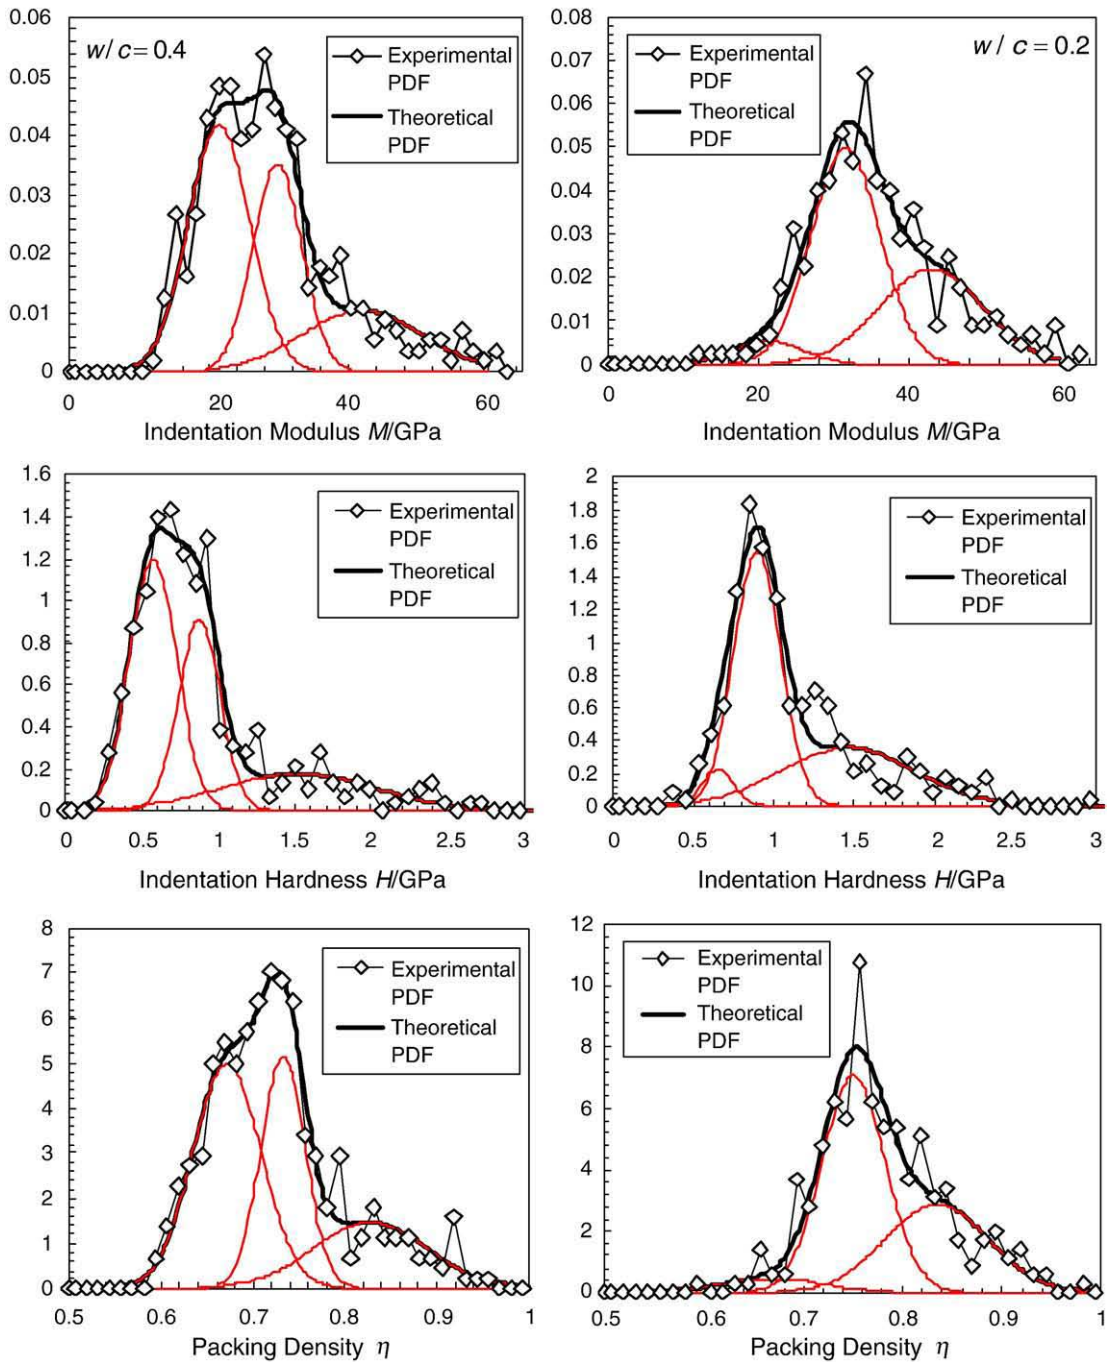 0.06
0.05
0.04
0.03
0.02
0.01
0
w/c=0.4
Experimental
PDF
Theoretical
PDF
0
20
40
60
Indentation Modulus M/GPa
0.08
0.07
0.06
0.05
0.04
0.03
0.02
0.01
0
w / c = 0.2
Experimental
PDF
Theoretical
PDF
0
20
40
60
Indentation Modulus M/GPa
1.6
1.4
1.2
1
0.8
0.6
0.4
0.2
0
Experimental
PDF
Theoretical
PDF
0
0.5
1
1.5
2
2.5
3
Indentation Hardness H/GPa
2
1.8
1.6
1.4
1.2
1
0.8
0.6
0.4
0.2
0
Experimental
PDF
Theoretical
PDF
0
0.5
1
1.5
2
2.5
3
Indentation Hardness H/GPa
8
7
6
5
4
3
2
1
0
Experimental
PDF
Theoretical
PDF
0.5
0.6
0.7
0.8
0.9
1
Packing Density η
12
10
8
6
4
2
0
Experimental
PDF
Theoretical
PDF
0.5
0.6
0.7
0.8
0.9
1
Packing Density η